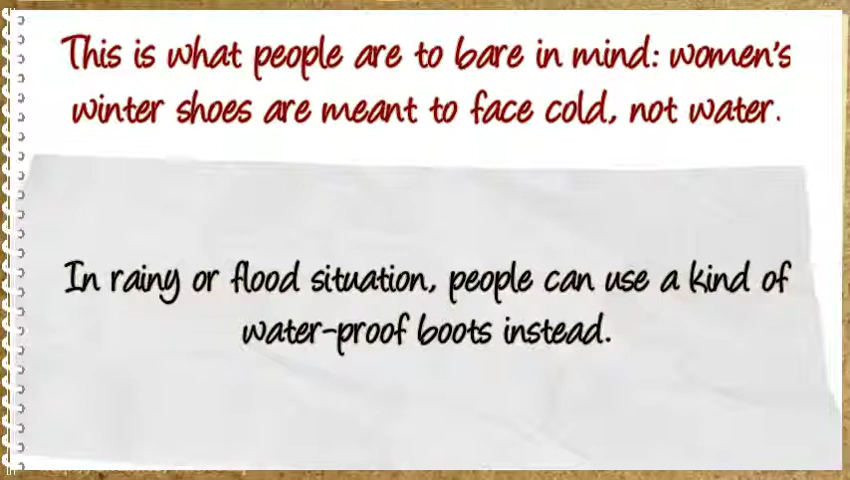 This is what people are to bare in mind: women's
winter shoes are meant to face cold, not water.
In rainy or flood situation, people can use a kind of
water-proof boots instead.